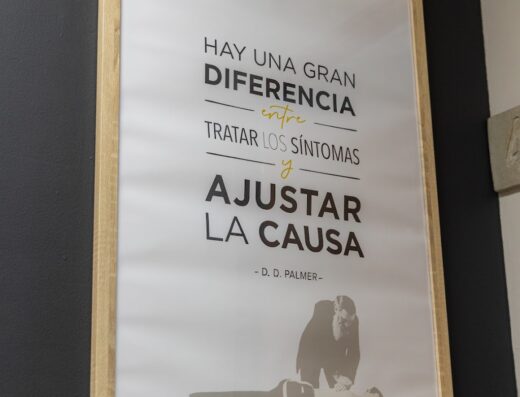 HAY UNA GRAN
DIFERENCIA
entre
TRATAR LOS SÍNTOMAS
y
AJUSTAR
LA CAUSA
- D. D. PALMER-